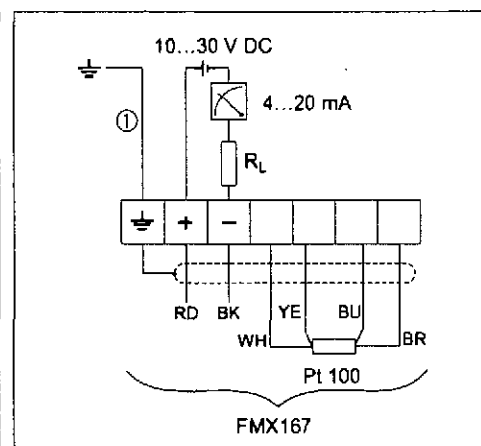 10...30 V DC
4...20 mA
①
R_L
+ −
RD BK YE BU
WH BR
Pt 100
FMX167